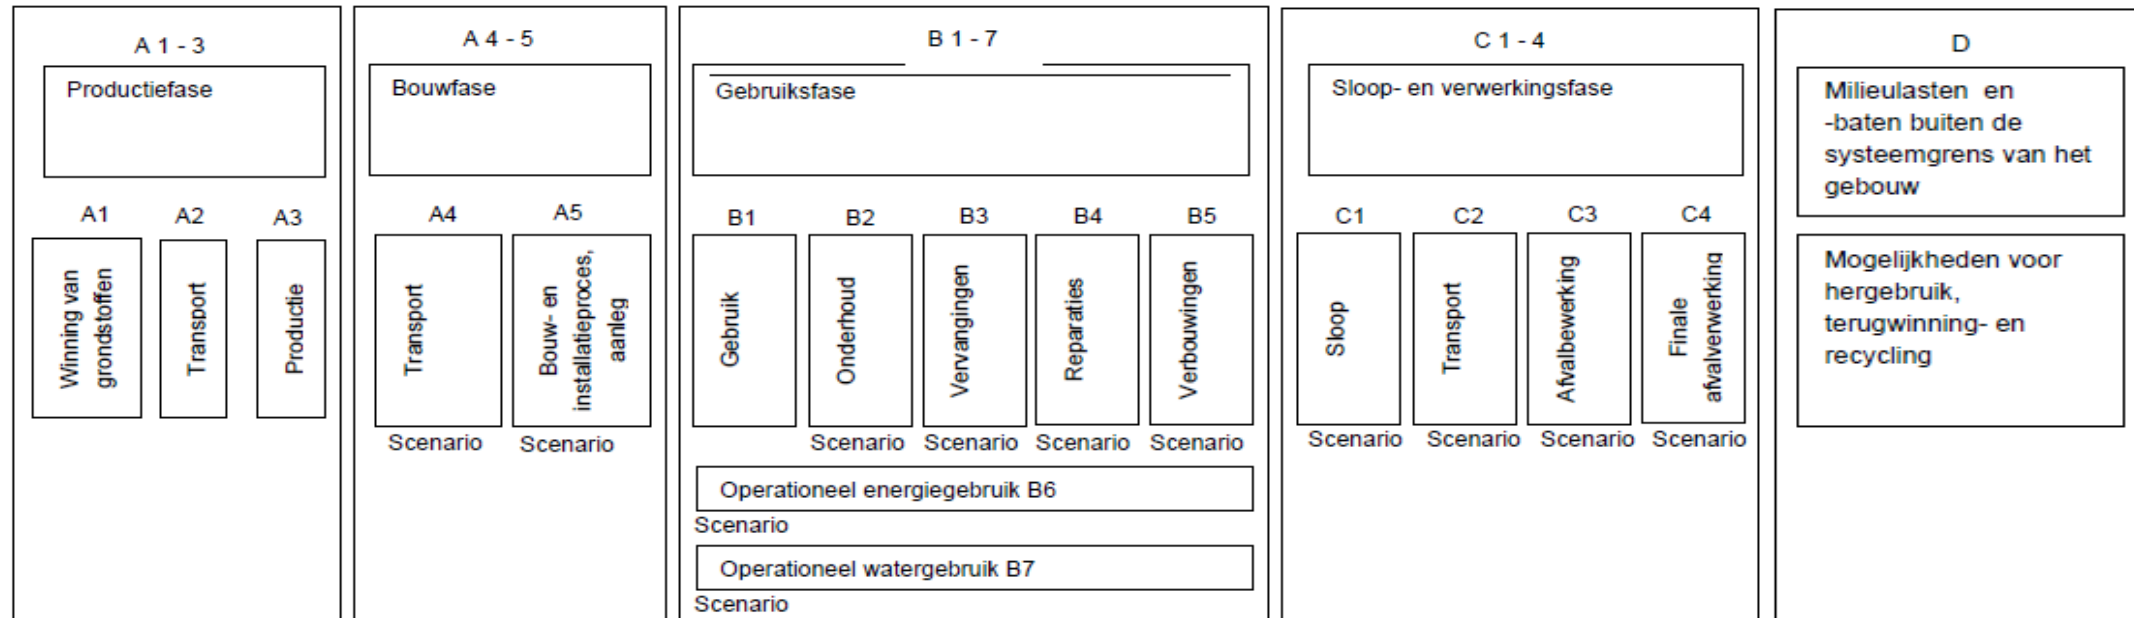 A 1 - 3
Productiefase
A1
A2
A3
Winning van
grondstoffen
Transport
Productie
A 4 - 5
Bouwfase
A4
A5
Transport
Bouw- en
installatieproces,
aanleg
Scenario
Scenario
B 1 - 7
Gebruiksfase
B1
B2
B3
B4
B5
Gebruik
Onderhoud
Vervangingen
Reparaties
Verbouwingen
Scenario
Scenario
Scenario
Scenario
Operationeel energiegebruik B6
Scenario
Operationeel watergebruik B7
Scenario
C 1 - 4
Sloop- en verwerkingsfase
C1
C2
C3
C4
Sloop
Transport
Afvalbewerking
Finale
afvalverwerking
Scenario
Scenario
Scenario
Scenario
D
Milieulasten en
-baten buiten de
systeemgrens van het
gebouw
Mogelijkheden voor
hergebruik,
terugwinning- en
recycling